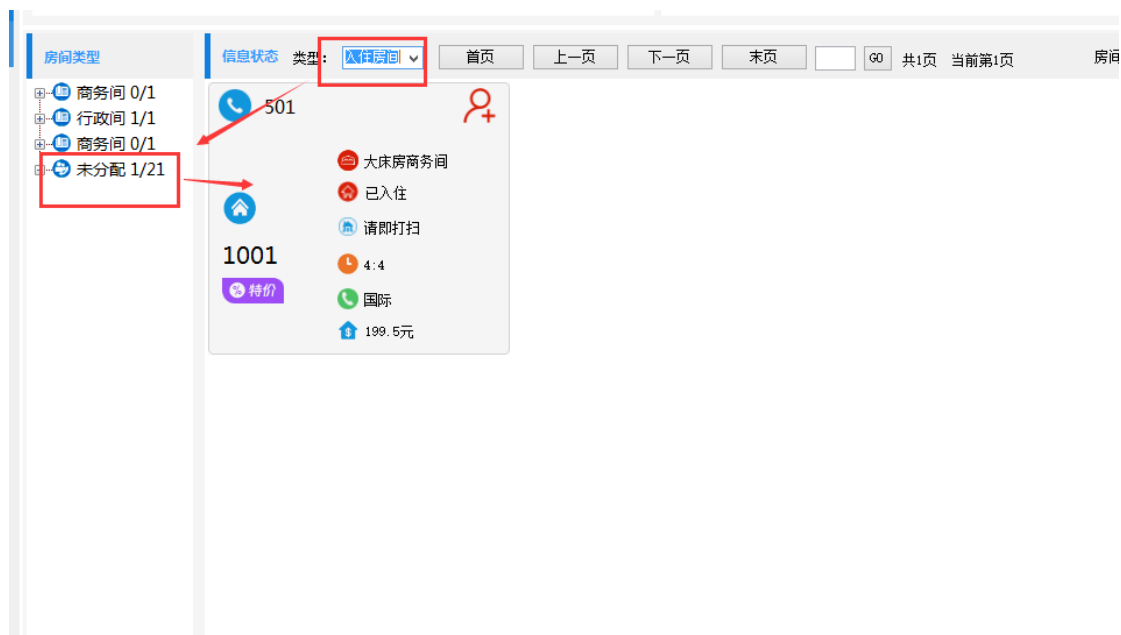 房间类型
信息状态 类型: 入住房间 首页 上一页 下一页 末页 GO 共1页 当前第1页
商务间 0/1
行政间 1/1
商务间 0/1
未分配 1/21
501
大床房商务间
已入住
请即打扫
1001
4:4
特价
国际
199.5元